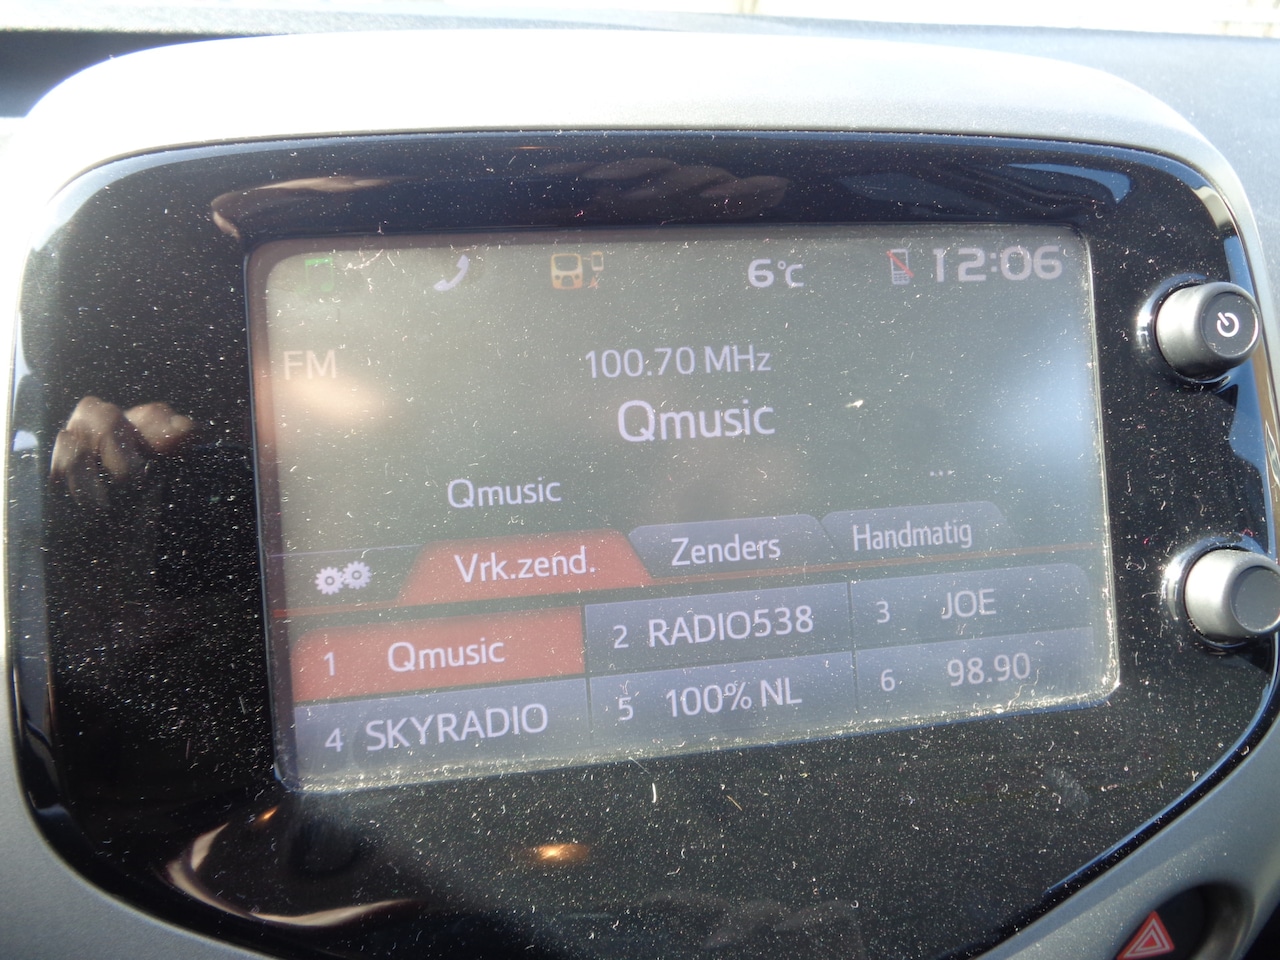 6°C 12:06
FM 100.70 MHz
Qmusic
Qmusic ...
Vrk.zend. Zenders Handmatig
1 Qmusic 2 RADIO538 3 JOE
4 SKYRADIO 5 100% NL 6 98.90